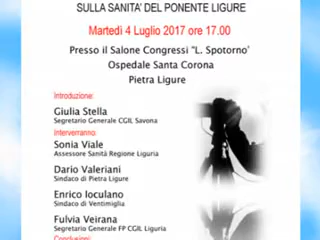 SULLA SANITA' DEL PONENTE LIGURE
Martedì 4 Luglio 2017 ore 17.00
Presso il Salone Congressi "L. Spotorno'
Ospedale Santa Corona
Pietra Ligure
Introduzione:
Giulia Stella
Segretario Generale CGIL Savona
Interverranno:
Sonia Viale
Assessore Sanità Regione Liguria
Dario Valeriani
Sindaco di Pietra Ligure
Enrico Ioculano
Sindaco di Ventimiglia
Fulvia Veirana
Segretario Generale FP CGIL Liguria
Conclusioni: